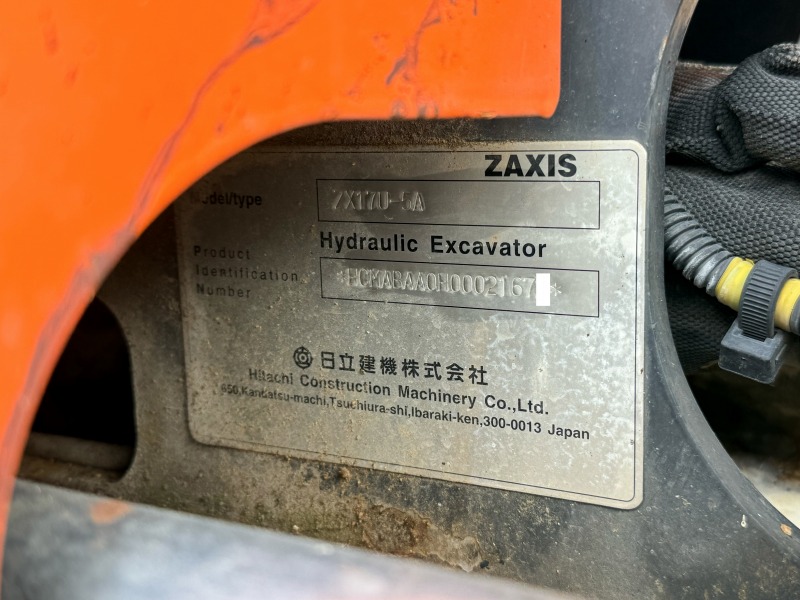 ZAXIS
Model/type ZX17U-5A
Hydraulic Excavator
Product
Identification
Number
*HCMABAA0H0002167 *
日立建機株式会社
Hitachi Construction Machinery Co.,Ltd.
650,Kandatsu-machi,Tsuchiura-shi,Ibaraki-ken,300-0013 Japan